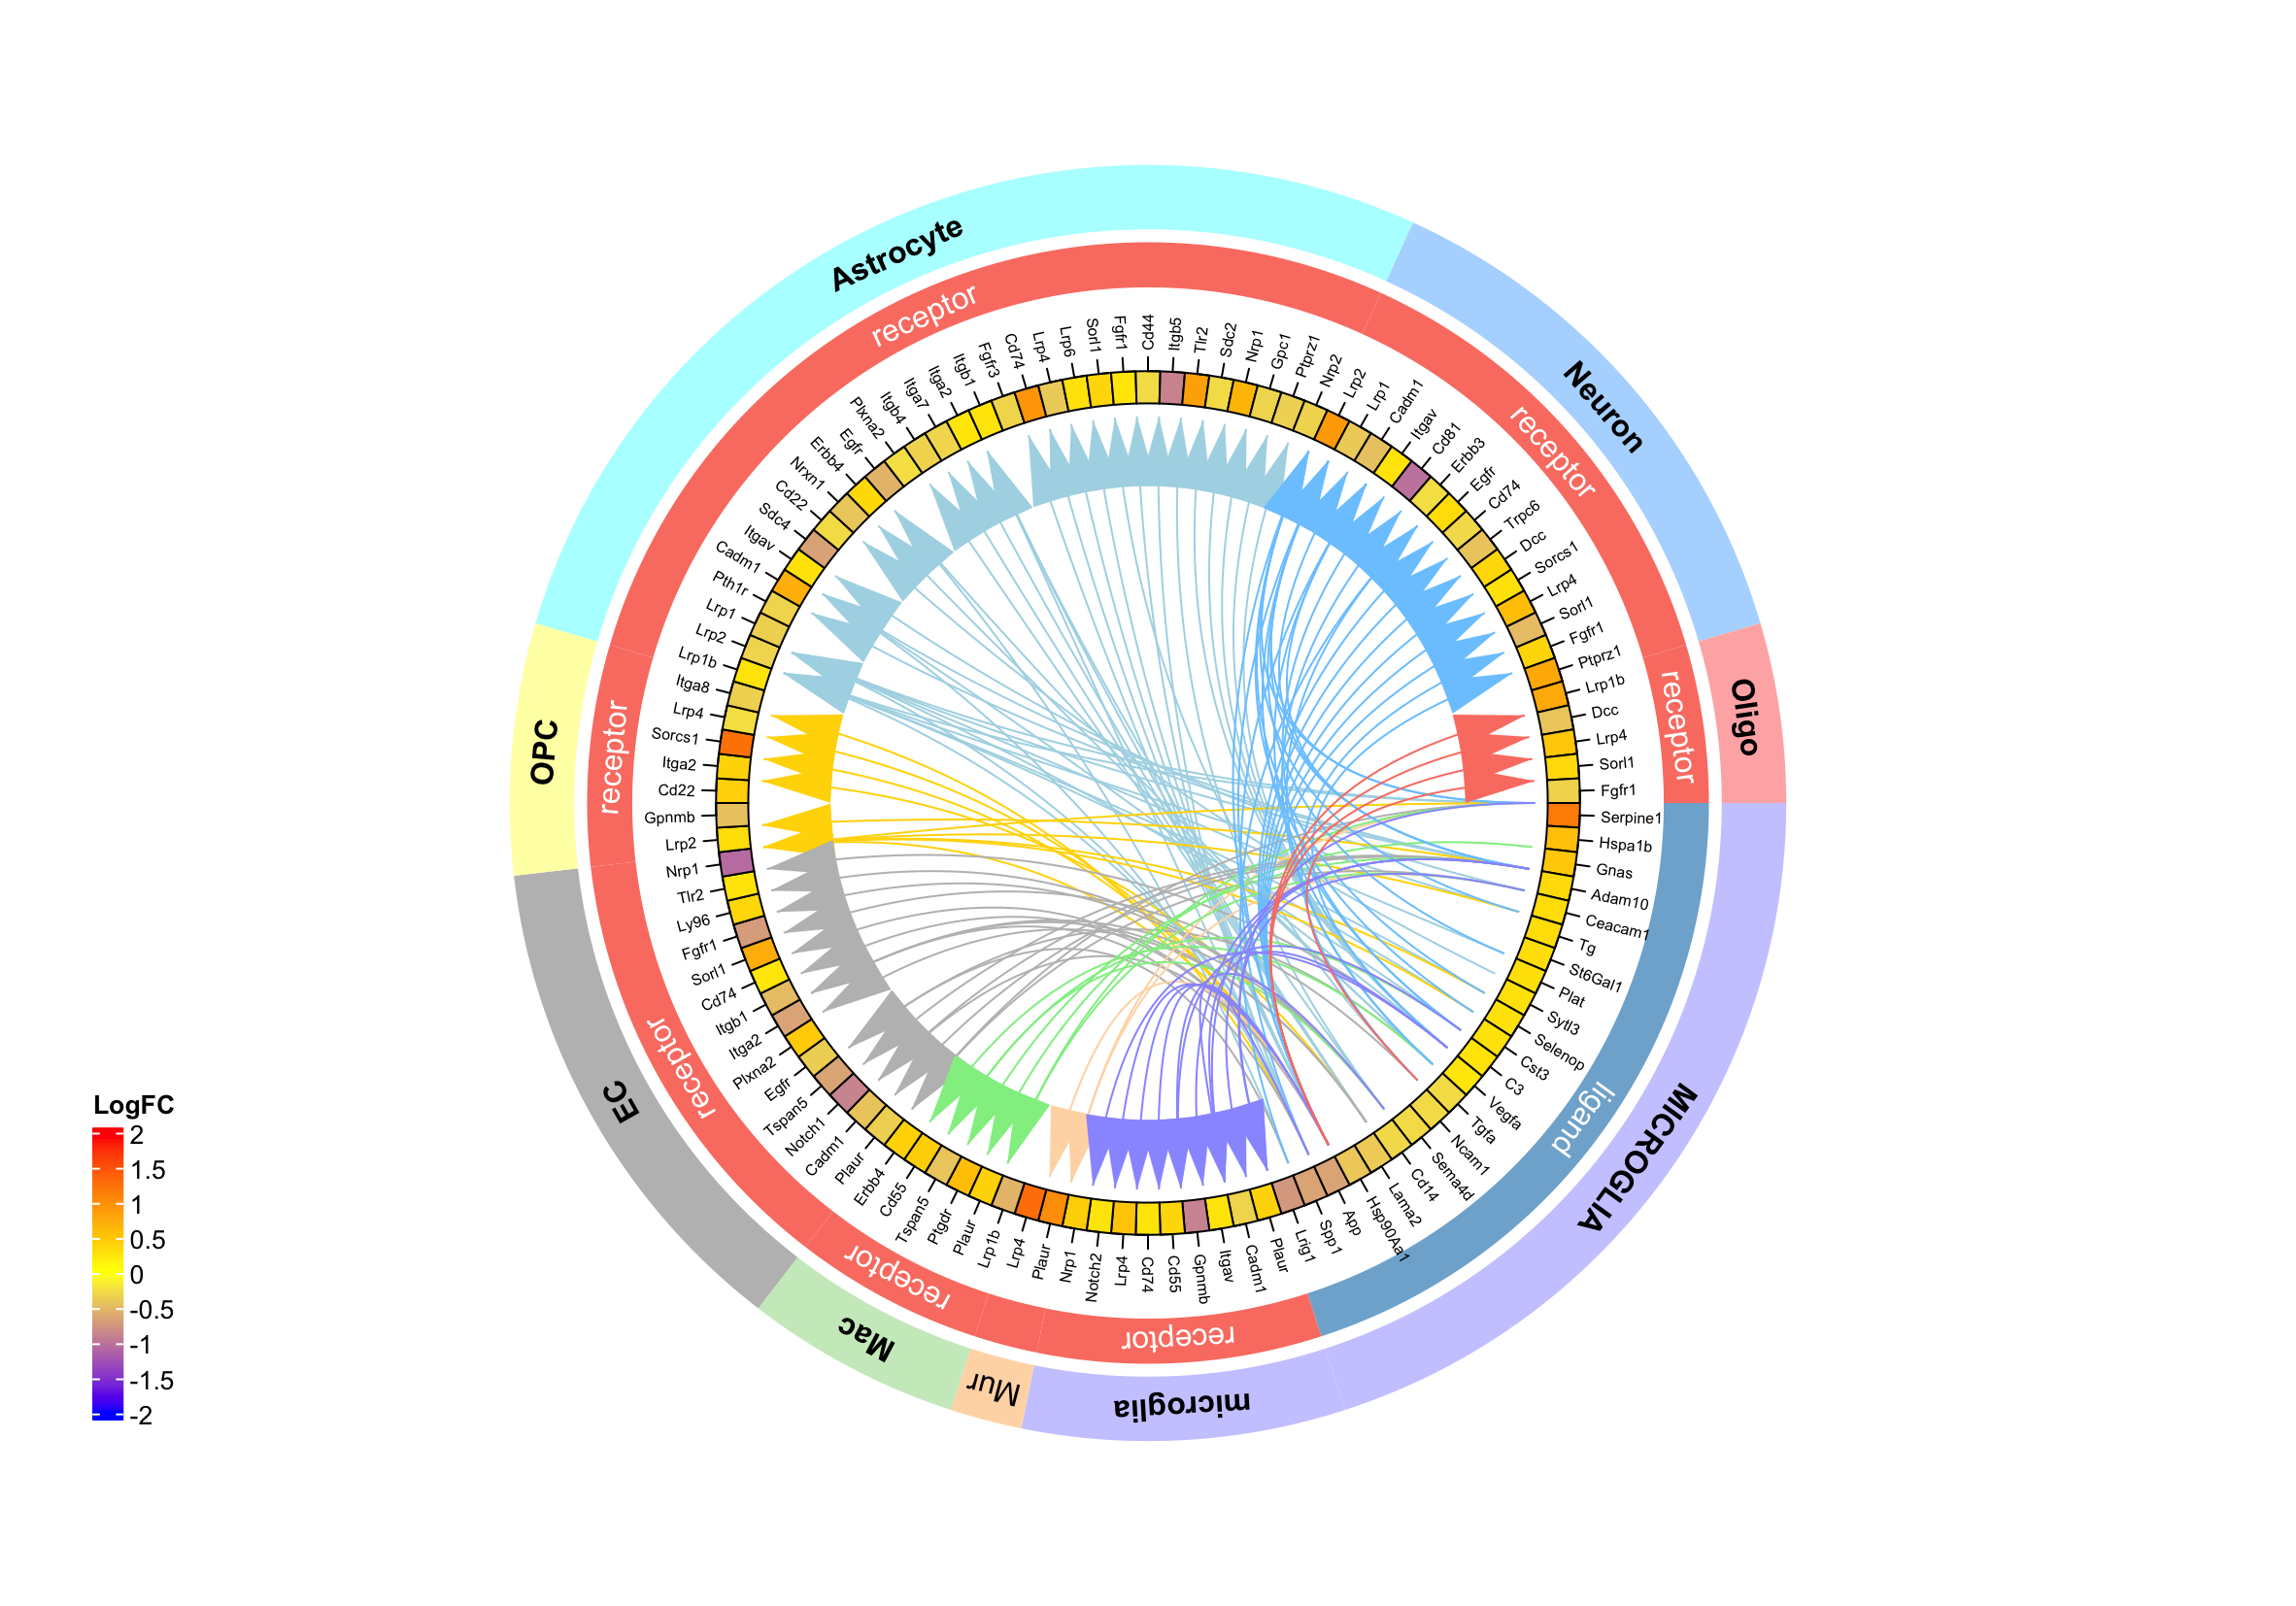 Astrocyte
Neuron
Oligo
MICROGLIA
microglia
Mur
Mac
EC
OPC
receptor
receptor
receptor
ligand
receptor
receptor
receptor
receptor
Cd44
Itgb5
Tlr2
Sdc2
Nrp1
Gpc1
Ptprz1
Nrp2
Lrp2
Lrp1
Cadm1
Itgav
Cd81
Erbb3
Egfr
Cd74
Trpc6
Dcc
Sorcs1
Lrp4
Sorl1
Fgfr1
Ptprz1
Lrp1b
Dcc
Lrp4
Sorl1
Fgfr1
Serpine1
Hspa1b
Gnas
Adam10
Ceacam1
Tg
St6Gal1
Plat
Sytl3
Selenop
Cst3
C3
Vegfa
Tgfa
Ncam1
Sema4d
Cd14
Lama2
Hsp90Aa1
App
Spp1
Lrig1
Plaur
Cadm1
Itgav
Gpnmb
Cd55
Cd74
Lrp4
Notch2
Nrp1
Plaur
Lrp4
Lrp1b
Plaur
Ptgdr
Tspan5
Cd55
Erbb4
Plaur
Cadm1
Notch1
Tspan5
Egfr
Plxna2
Itga2
Itgb1
Cd74
Sorl1
Fgfr1
Ly96
Tlr2
Nrp1
Lrp2
Gpnmb
Cd22
Itga2
Sorcs1
Lrp4
Itga8
Lrp1b
Lrp2
Lrp1
Pth1r
Cadm1
Itgav
Sdc4
Cd22
Nrxn1
Erbb4
Egfr
Plxna2
Itgb4
Itga7
Itga2
Itgb1
Fgfr3
Cd74
Lrp4
Lrp6
Sorl1
Fgfr1
LogFC
2
1.5
1
0.5
0
-0.5
-1
-1.5
-2